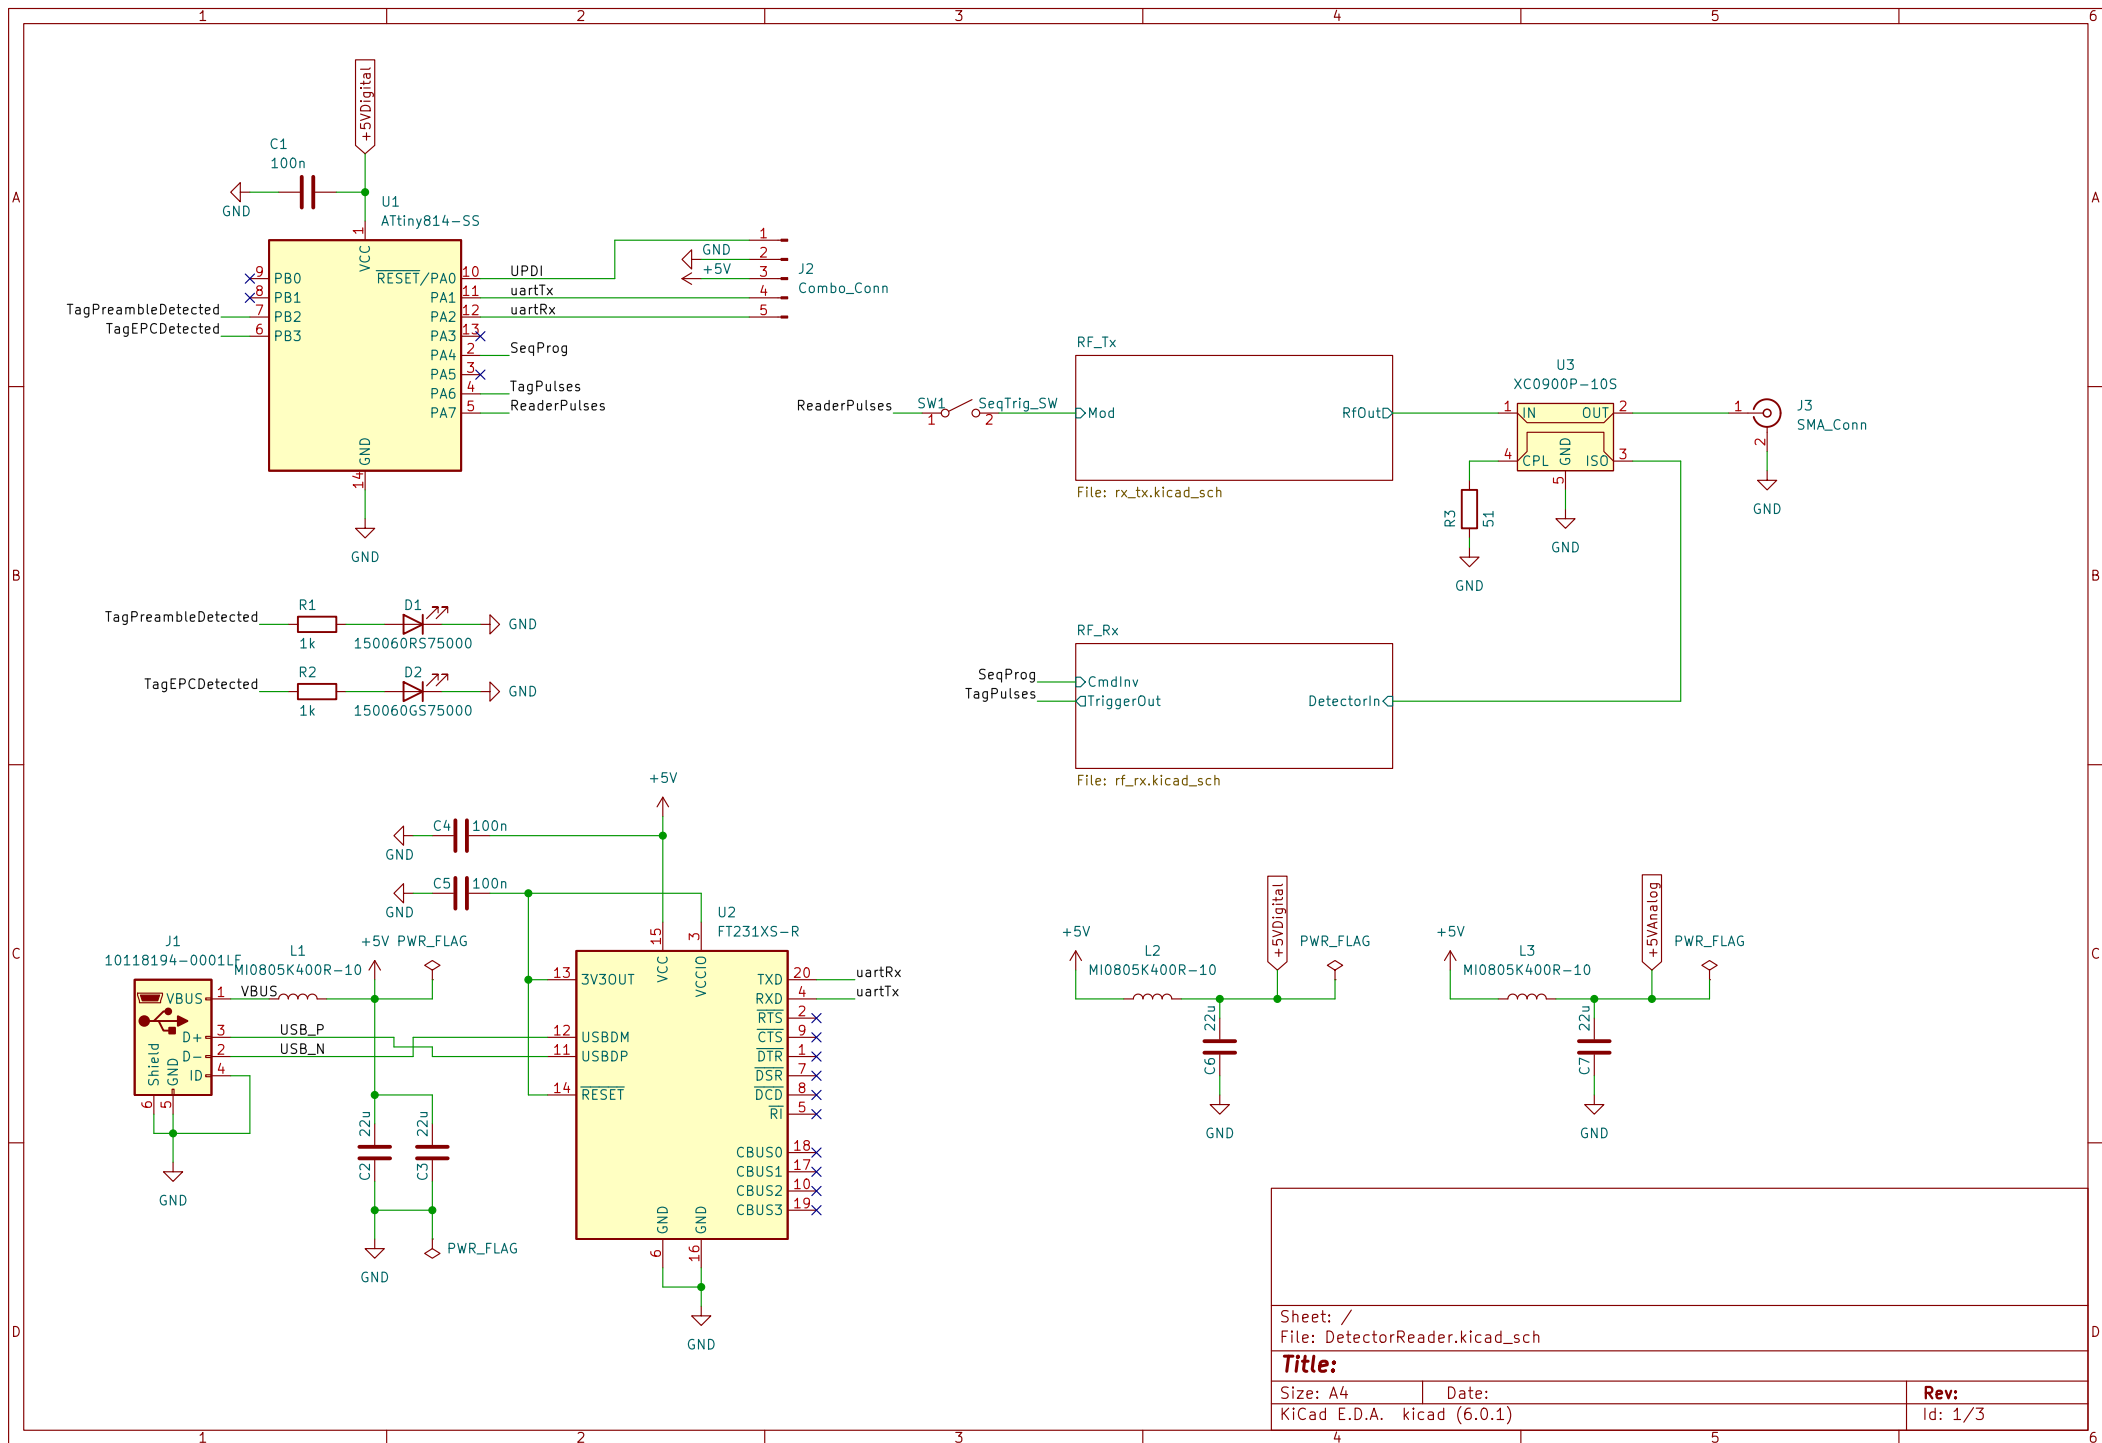 1 2 3 4 5 6
A
B
C
D
A
B
C
D
+5VDigital
C1
100n
GND
U1
ATtiny814-SS
1
VCC
9 PB0
8 PB1
TagPreambleDetected 7 PB2
TagEPCDetected 6 PB3
RESET/PA0 10 UPDI
PA1 11 uartTx
PA2 12 uartRx
PA3 13
PA4 2 SeqProg
PA5 3
PA6 4 TagPulses
PA7 5 ReaderPulses
GND
14
GND
1
GND 2
+5V 3
4
5
J2
Combo_Conn
TagPreambleDetected
R1
1k
D1
150060RS75000
GND
TagEPCDetected
R2
1k
D2
150060GS75000
GND
ReaderPulses
SW1
1
SeqTrig_SW
2
RF_Tx
Mod
RfOut
File: rx_tx.kicad_sch
U3
XC0900P-10S
1 IN
OUT 2
4 CPL
GND
ISO 3
5
GND
R3
51
GND
1
J3
SMA_Conn
2
GND
RF_Rx
SeqProg
CmdInv
TagPulses
TriggerOut
DetectorIn
File: rf_rx.kicad_sch
+5V
C4 100n
GND
C5 100n
GND
U2
FT231XS-R
15
VCC
3
VCCIO
13 3V3OUT
12 USBDM
11 USBDP
14 RESET
TXD 20 uartRx
RXD 4 uartTx
RTS 2
CTS 9
DTR 1
DSR 7
DCD 8
RI 5
CBUS0 18
CBUS1 17
CBUS2 10
CBUS3 19
GND
6
GND
16
GND
J1
10118194-0001LF
VBUS 1
D+ 3
D- 2
ID 4
Shield
GND
6
5
GND
VBUS
USB_P
USB_N
L1
MI0805K400R-10
+5V PWR_FLAG
22u
C2
22u
C3
GND
PWR_FLAG
+5V
L2
MI0805K400R-10
+5VDigital
PWR_FLAG
22u
C6
GND
+5V
L3
MI0805K400R-10
+5VAnalog
PWR_FLAG
22u
C7
GND
Sheet: /
File: DetectorReader.kicad_sch
Title:
Size: A4 Date: Rev:
KiCad E.D.A. kicad (6.0.1) Id: 1/3
1 2 3 4 5 6